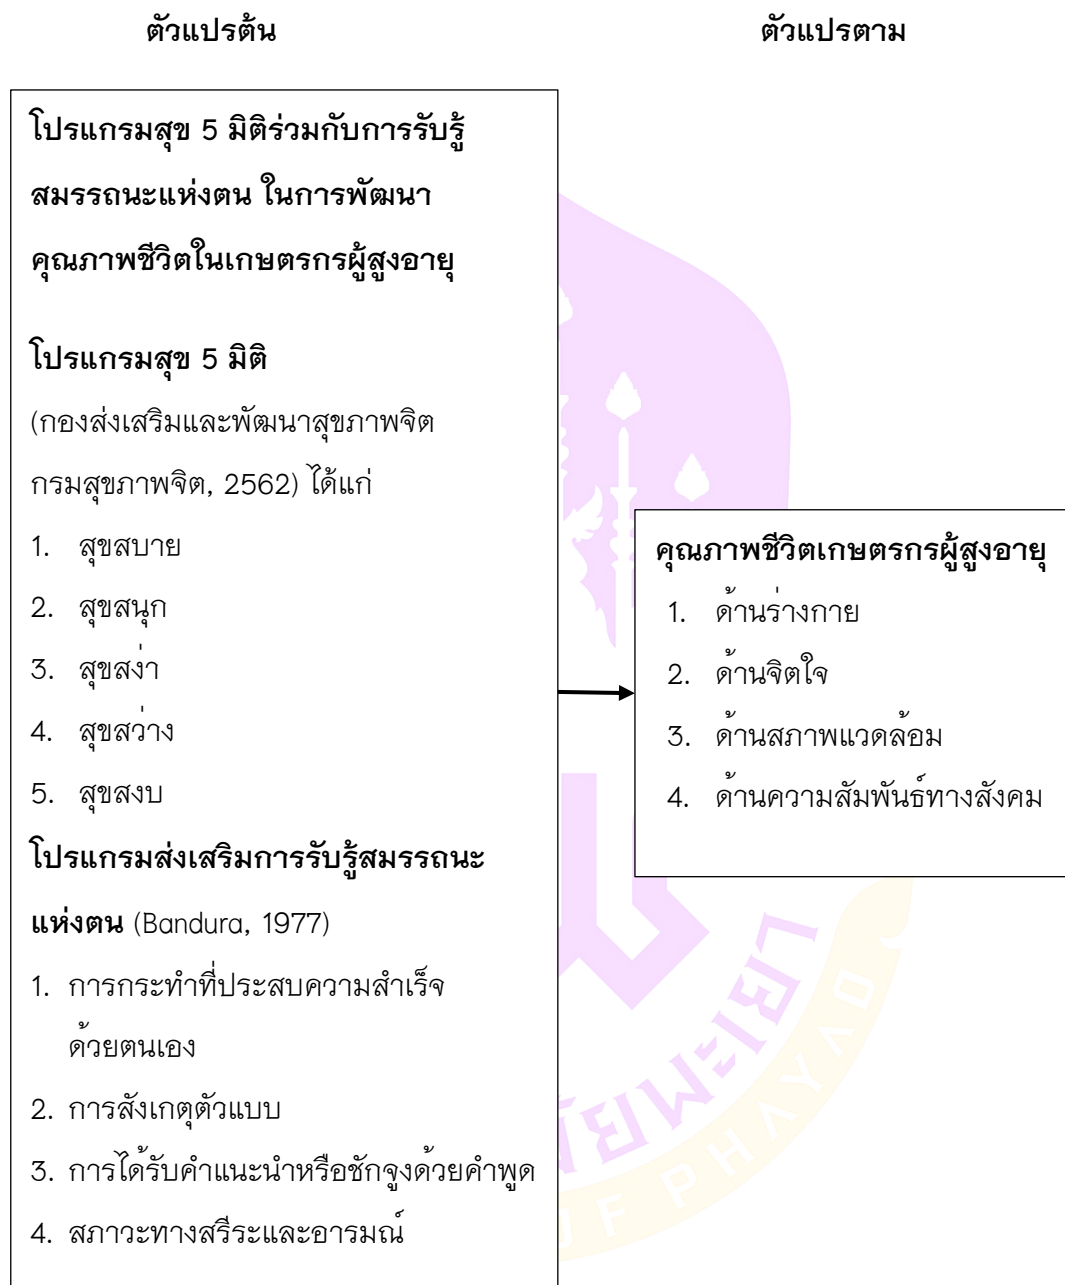 ตัวแปรต้น
ตัวแปรตาม
โปรแกรมสุข 5 มิติร่วมกับการรับรู้
สมรรถนะแห่งตน ในการพัฒนา
คุณภาพชีวิตในเกษตรกรผู้สูงอายุ
โปรแกรมสุข 5 มิติ
(กองส่งเสริมและพัฒนาสุขภาพจิต
กรมสุขภาพจิต, 2562) ได้แก่
1. สุขสบาย
2. สุขสนุก
3. สุขสง่า
4. สุขสว่าง
5. สุขสงบ
โปรแกรมส่งเสริมการรับรู้สมรรถนะ
แห่งตน (Bandura, 1977)
1. การกระทำที่ประสบความสำเร็จ
ด้วยตนเอง
2. การสังเกตุตัวแบบ
3. การได้รับคำแนะนำหรือชักจูงด้วยคำพูด
4. สภาวะทางสรีระและอารมณ์
คุณภาพชีวิตเกษตรกรผู้สูงอายุ
1. ด้านร่างกาย
2. ด้านจิตใจ
3. ด้านสภาพแวดล้อม
4. ด้านความสัมพันธ์ทางสังคม
OF PHAYAO